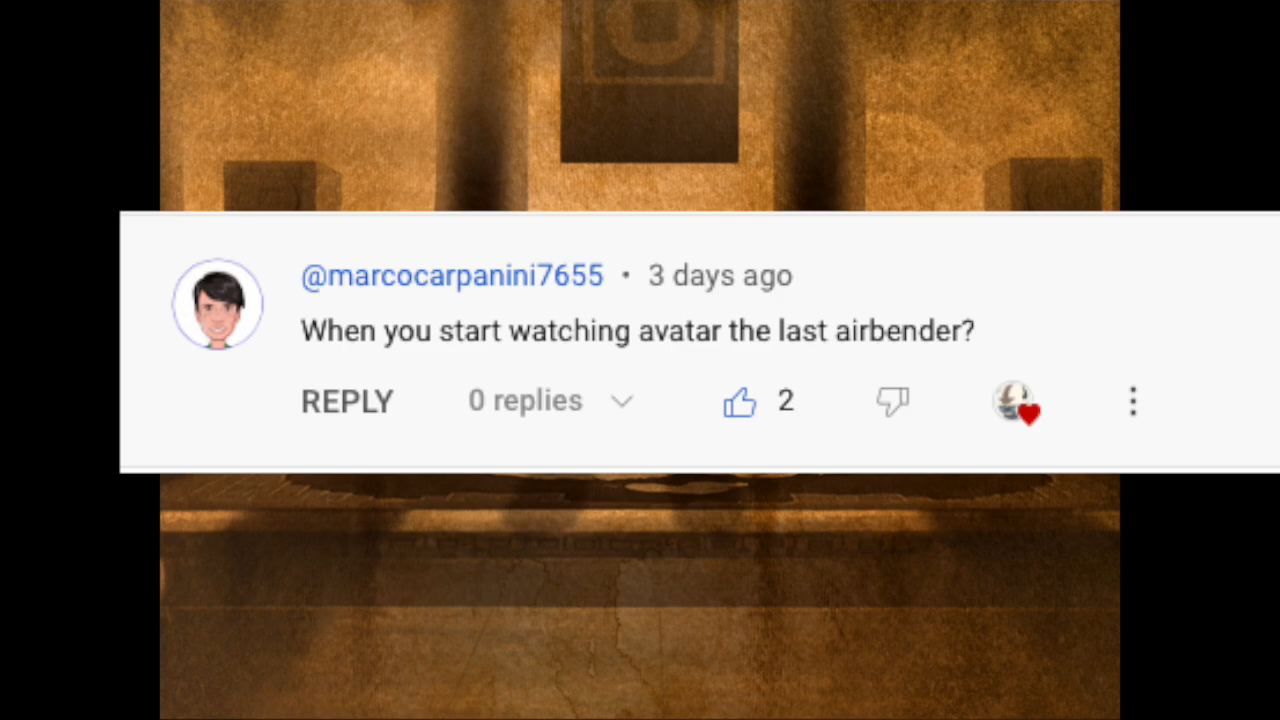 @marcocarpanini7655 • 3 days ago
When you start watching avatar the last airbender?
REPLY 0 replies 2